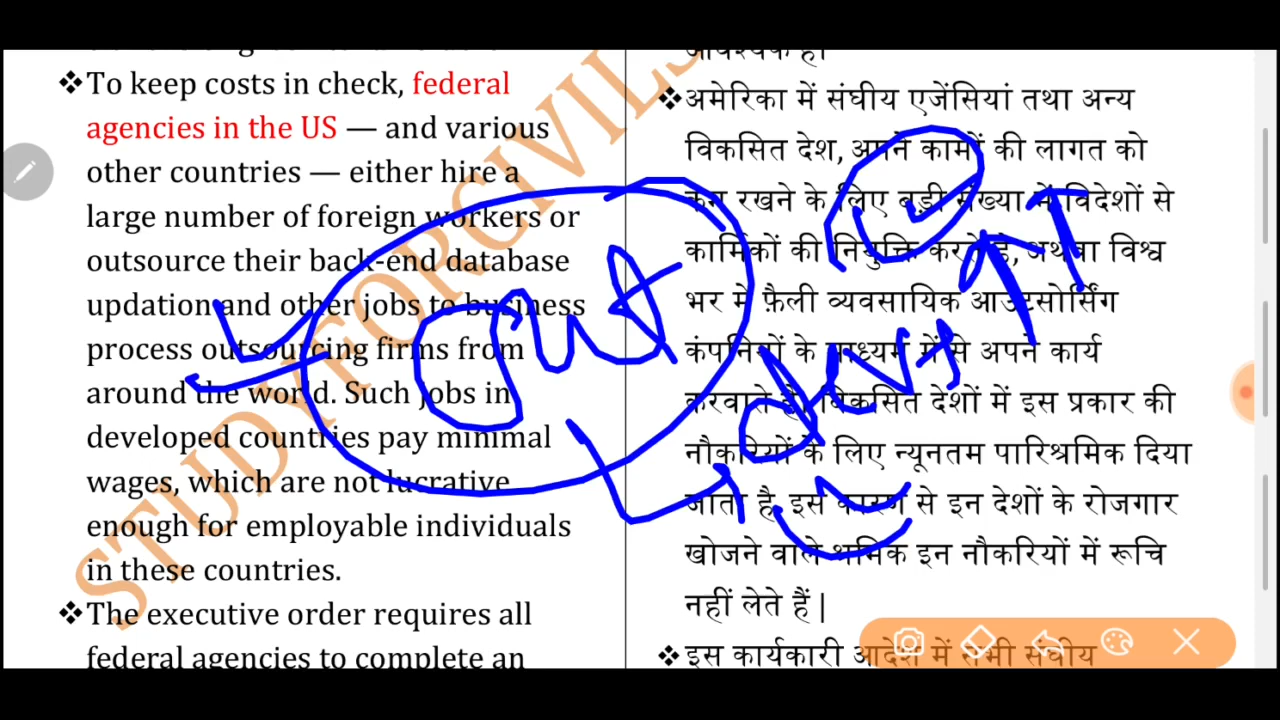 ❖To keep costs in check, federal
agencies in the US — and various
other countries — either hire a
large number of foreign workers or
outsource their back-end database
updation and other jobs to business
process outsourcing firms from
around the world. Such jobs in
developed countries pay minimal
wages, which are not lucrative
enough for employable individuals
in these countries.
❖The executive order requires all
federal agencies to complete an
❖अमेरिका में संघीय एजेंसियां तथा अन्य
विकसित देश, अपने कामों की लागत को
कम रखने के लिए बड़ी संख्या में विदेशों से
कार्मिकों की नियुक्ति करते है, अथवा विश्व
भर में फ़ैली व्यवसायिक आउटसोर्सिंग
कंपनियों के माध्यम में से अपने कार्य
करवाते है। विकसित देशों में इस प्रकार की
नौकरियों के लिए न्यूनतम पारिश्रमिक दिया
जाता है, इस कारण से इन देशों के रोजगार
खोजने वाले श्रमिक इन नौकरियों में रूचि
नहीं लेते हैं |
❖इस कार्यकारी आदेश में सभी संघीय
STUDYFORCIVILS
out